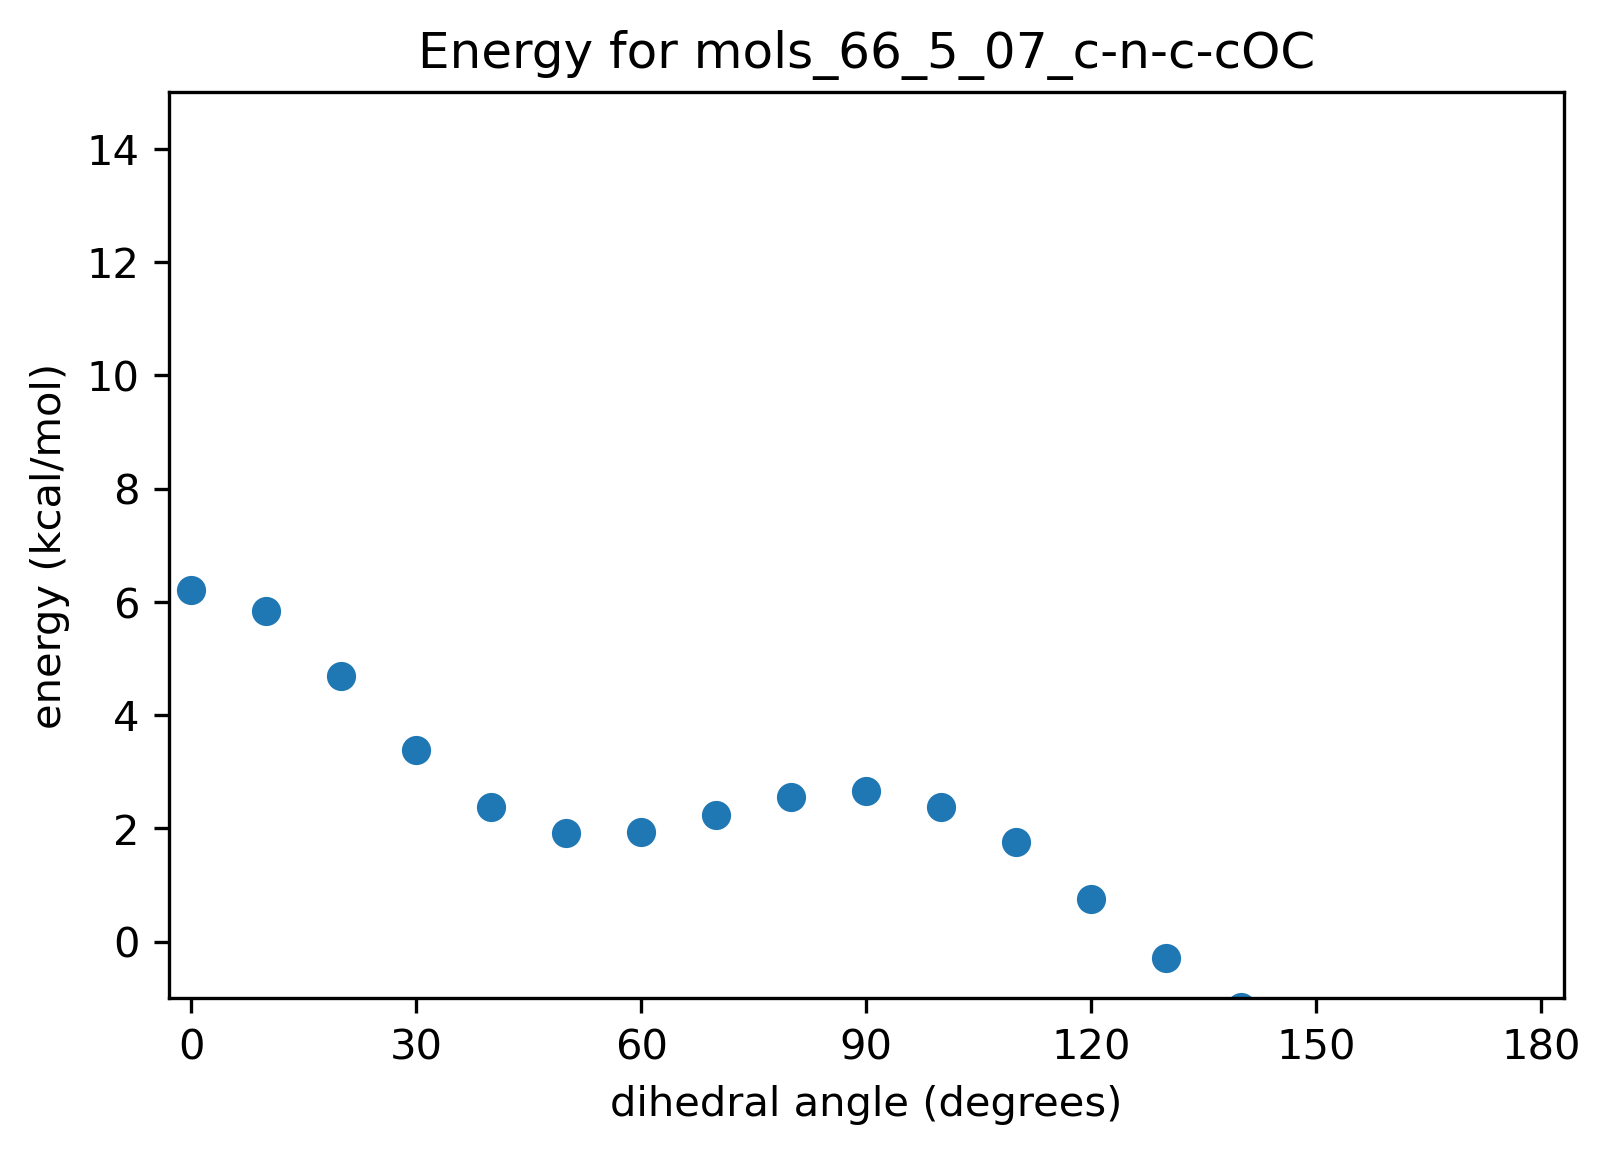 Energy for mols_66_5_07_c-n-c-cOC
14
12
10
8
6
4
2
0
energy (kcal/mol)
0 30 60 90 120 150 180
dihedral angle (degrees)